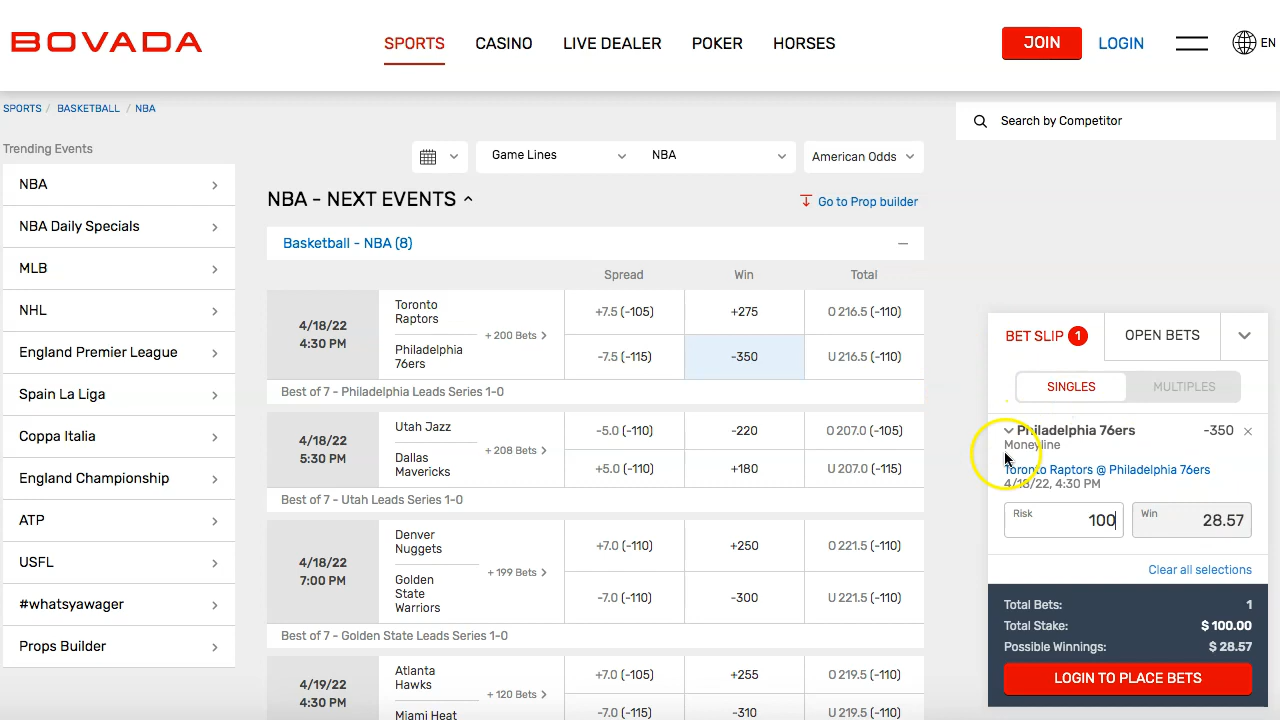 BOVADA
SPORTS CASINO LIVE DEALER POKER HORSES
JOIN LOGIN EN
SPORTS / BASKETBALL / NBA
Search by Competitor
Trending Events
NBA
NBA Daily Specials
MLB
NHL
England Premier League
Spain La Liga
Coppa Italia
England Championship
ATP
USFL
#whatsyawager
Props Builder
Game Lines NBA American Odds
NBA - NEXT EVENTS
Go to Prop builder
Basketball - NBA (8)
Spread Win Total
4/18/22
4:30 PM
Toronto
Raptors
Philadelphia
76ers
+ 200 Bets
+7.5 (-105) +275 O 216.5 (-110)
-7.5 (-115) -350 U 216.5 (-110)
Best of 7 - Philadelphia Leads Series 1-0
4/18/22
5:30 PM
Utah Jazz
Dallas
Mavericks
+ 208 Bets
-5.0 (-110) -220 O 207.0 (-105)
+5.0 (-110) +180 U 207.0 (-115)
Best of 7 - Utah Leads Series 1-0
4/18/22
7:00 PM
Denver
Nuggets
Golden
State
Warriors
+ 199 Bets
+7.0 (-110) +250 O 221.5 (-110)
-7.0 (-110) -300 U 221.5 (-110)
Best of 7 - Golden State Leads Series 1-0
4/19/22
4:30 PM
Atlanta
Hawks
Miami Heat
+ 120 Bets
+7.0 (-105) +255 O 219.5 (-110)
-7.0 (-115) -310 U 219.5 (-110)
BET SLIP 1 OPEN BETS
SINGLES MULTIPLES
Philadelphia 76ers -350
Moneyline
Toronto Raptors @ Philadelphia 76ers
4/18/22, 4:30 PM
Risk 100 Win 28.57
Clear all selections
Total Bets: 1
Total Stake: $ 100.00
Possible Winnings: $ 28.57
LOGIN TO PLACE BETS